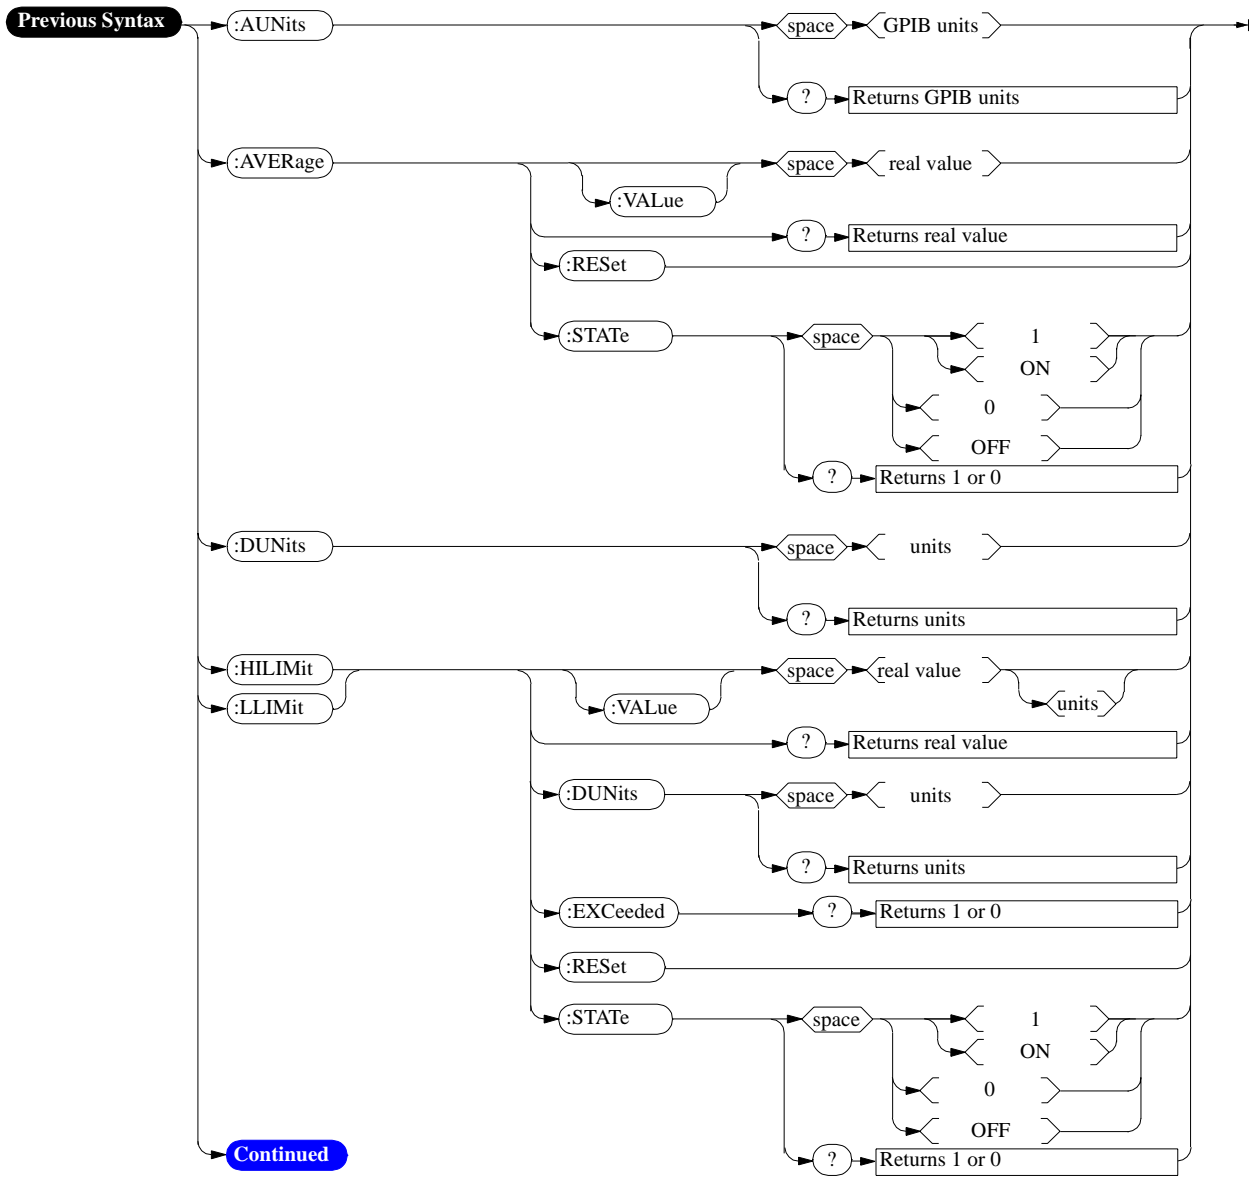 Previous Syntax :AUNits space GPIB units
? Returns GPIB units
:AVERage space real value
:VALue
? Returns real value
:RESet
:STATe space 1
ON
0
OFF
? Returns 1 or 0
:DUNits space units
? Returns units
:HILIMit space real value
:LLIMit :VALue units
? Returns real value
:DUNits space units
? Returns units
:EXCeeded ? Returns 1 or 0
:RESet
:STATe space 1
ON
0
OFF
Continued ? Returns 1 or 0